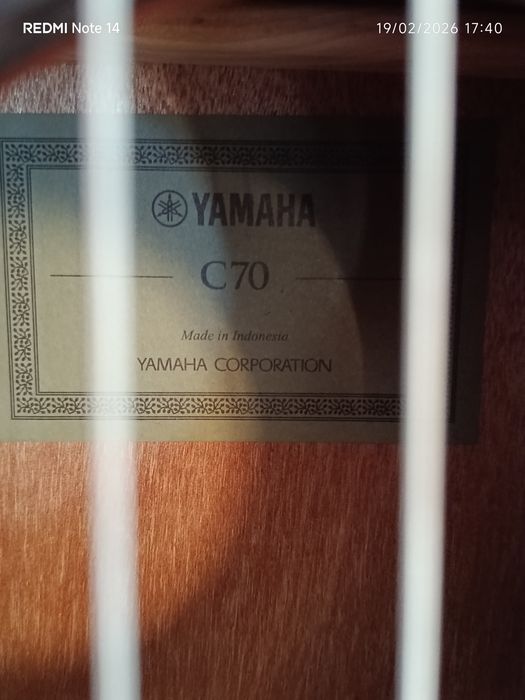 REDMI Note 14
19/02/2026 17:40
YAMAHA
C70
Made in Indonesia
YAMAHA CORPORATION